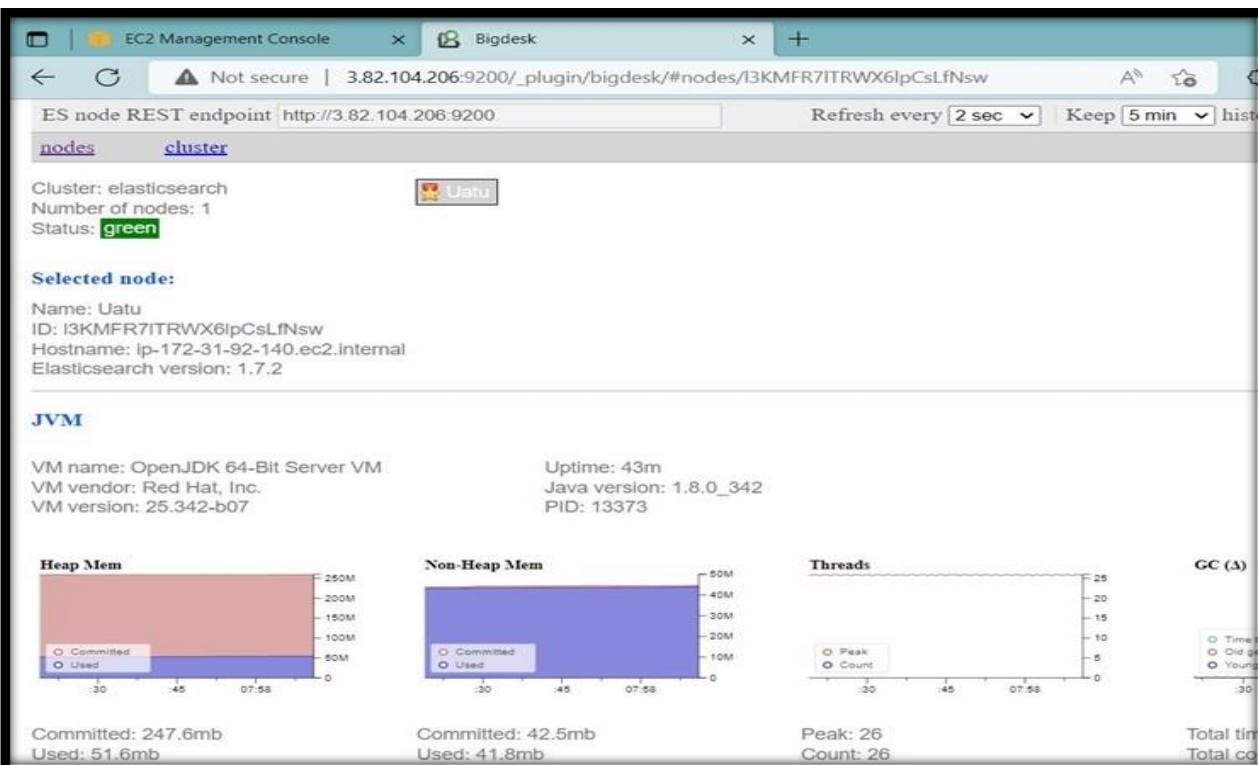 EC2 Management Console
Bigdesk
Not secure | 3.82.104.206:9200/_plugin/bigdesk/#nodes/l3KMFR7lTRWX6lpCsLfNsw
ES node REST endpoint http://3.82.104.206:9200 Refresh every 2 sec Keep 5 min
nodes cluster
Cluster: elasticsearch
Number of nodes: 1
Status: green
Uatu
Selected node:
Name: Uatu
ID: l3KMFR7lTRWX6lpCsLfNsw
Hostname: ip-172-31-92-140.ec2.internal
Elasticsearch version: 1.7.2
JVM
VM name: OpenJDK 64-Bit Server VM
VM vendor: Red Hat, Inc.
VM version: 25.342-b07
Uptime: 43m
Java version: 1.8.0_342
PID: 13373
Heap Mem
250M
200M
150M
100M
50M
0
Committed
Used
:30 :45 07:58
Committed: 247.6mb
Used: 51.6mb
Non-Heap Mem
50M
40M
30M
20M
10M
0
Committed
Used
:30 :45 07:58
Committed: 42.5mb
Used: 41.8mb
Threads
25
20
15
10
5
0
Peak
Count
:30 :45 07:58
Peak: 26
Count: 26
GC (Δ)
Time
Old
:30
Total
Total